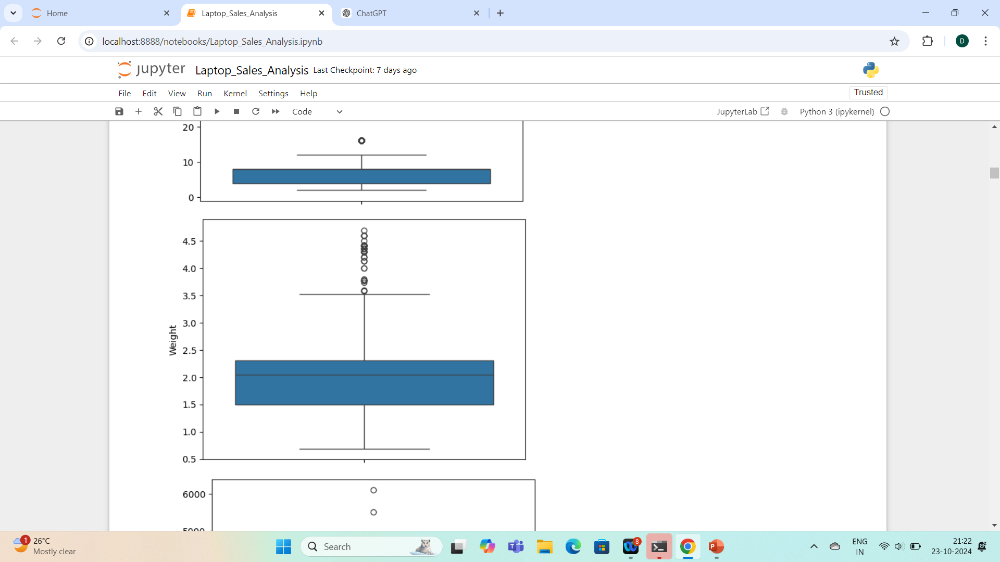 Home
Laptop_Sales_Analysis
ChatGPT
localhost:8888/notebooks/Laptop_Sales_Analysis.ipynb
D
jupyter Laptop_Sales_Analysis Last Checkpoint: 7 days ago
File Edit View Run Kernel Settings Help
Trusted
Code
JupyterLab
Python 3 (ipykernel)
20
10
0
4.5
4.0
3.5
3.0
2.5
2.0
1.5
1.0
0.5
Weight
6000
5000
1
26°C
Mostly clear
Search
8
P
ENG
IN
21:22
23-10-2024